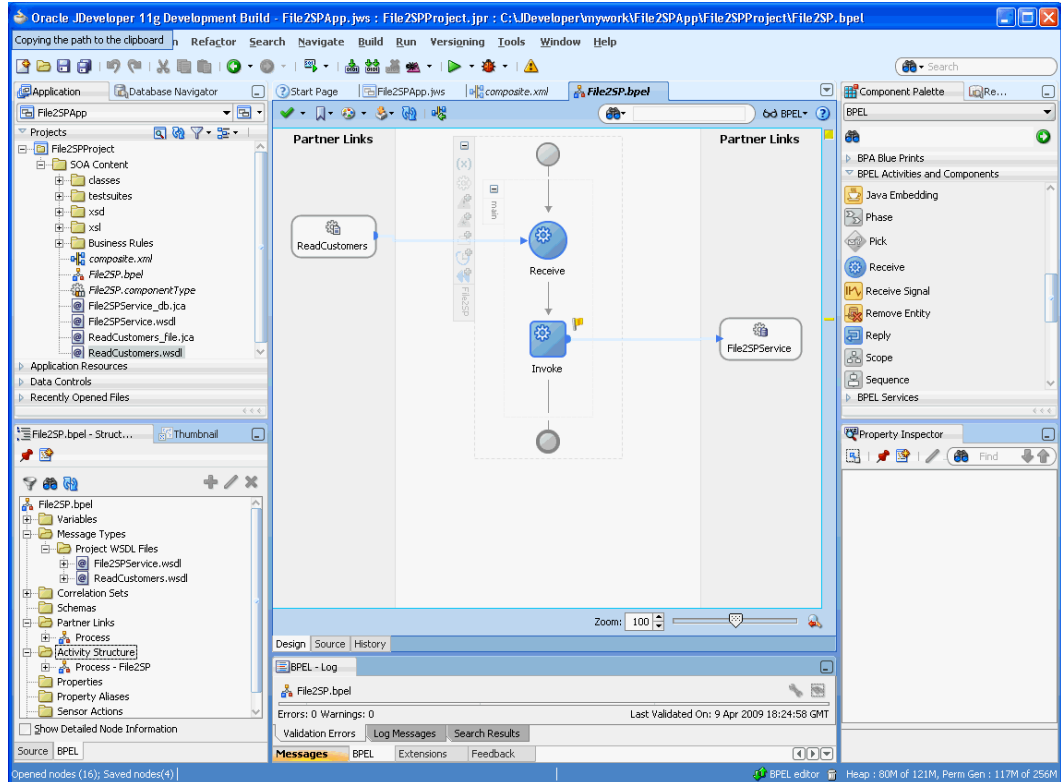 Oracle JDeveloper 11g Development Build - File2SPApp.jws : File2SPProject.jpr : C:\JDeveloper\mywork\File2SPApp\File2SPProject\File2SP.bpel
Copying the path to the clipboard
n Refactor Search Navigate Build Run Versioning Tools Window Help
Search
Application Database Navigator
File2SPApp
Projects
File2SPProject
SOA Content
classes
testsuites
xsd
xsl
Business Rules
composite.xml
File2SP.bpel
File2SP.componentType
File2SPService_db.jca
File2SPService.wsdl
ReadCustomers_file.jca
ReadCustomers.wsdl
Application Resources
Data Controls
Recently Opened Files
File2SP.bpel - Struct... Thumbnail
File2SP.bpel
Variables
Message Types
Project WSDL Files
File2SPService.wsdl
ReadCustomers.wsdl
Correlation Sets
Schemas
Partner Links
Process
Activity Structure
Process - File2SP
Properties
Property Aliases
Sensor Actions
Show Detailed Node Information
Source BPEL
Start Page File2SPApp.jws composite.xml File2SP.bpel
BPEL
Partner Links Partner Links
(x)
main
ReadCustomers
Receive
File2SP
Invoke
File2SPService
Zoom: 100
Design Source History
BPEL - Log
File2SP.bpel
Errors: 0 Warnings: 0 Last Validated On: 9 Apr 2009 18:24:58 GMT
Validation Errors Log Messages Search Results
Messages BPEL Extensions Feedback
Component Palette Re...
BPEL
BPA Blue Prints
BPEL Activities and Components
Java Embedding
Phase
Pick
Receive
Receive Signal
Remove Entity
Reply
Scope
Sequence
BPEL Services
Property Inspector
Find
Opened nodes (16); Saved nodes(4) BPEL editor Heap : 80M of 121M, Perm Gen : 117M of 256M